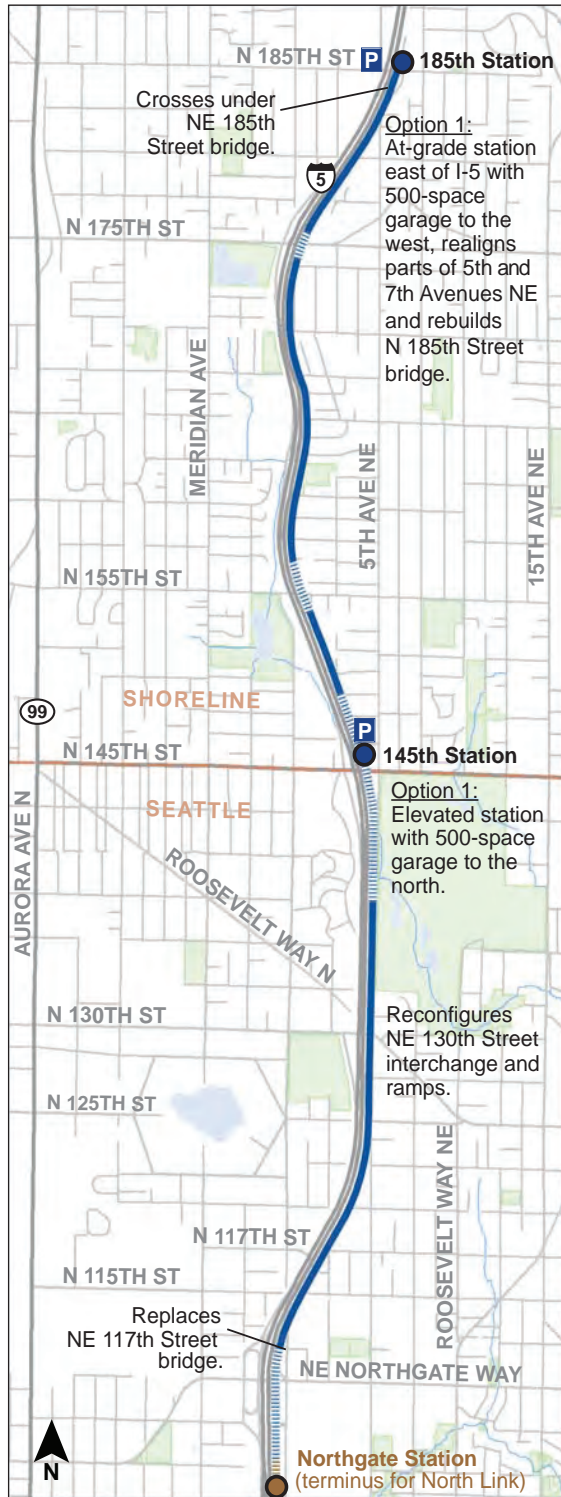 N 185TH ST
P
185th Station
Crosses under
NE 185th
Street bridge.
Option 1:
At-grade station
east of I-5 with
500-space
garage to the
west, realigns
parts of 5th and
7th Avenues NE
and rebuilds
N 185th Street
bridge.
5
N 175TH ST
MERIDIAN AVE
5TH AVE NE
15TH AVE NE
N 155TH ST
SHORELINE
99
P
N 145TH ST
145th Station
SEATTLE
Option 1:
Elevated station
with 500-space
garage to the
north.
AURORA AVE N
ROOSEVELT WAY N
N 130TH ST
Reconfigures
NE 130th Street
interchange and
ramps.
N 125TH ST
ROOSEVELT WAY NE
N 117TH ST
N 115TH ST
Replaces
NE 117th Street
bridge.
NE NORTHGATE WAY
N
Northgate Station
(terminus for North Link)